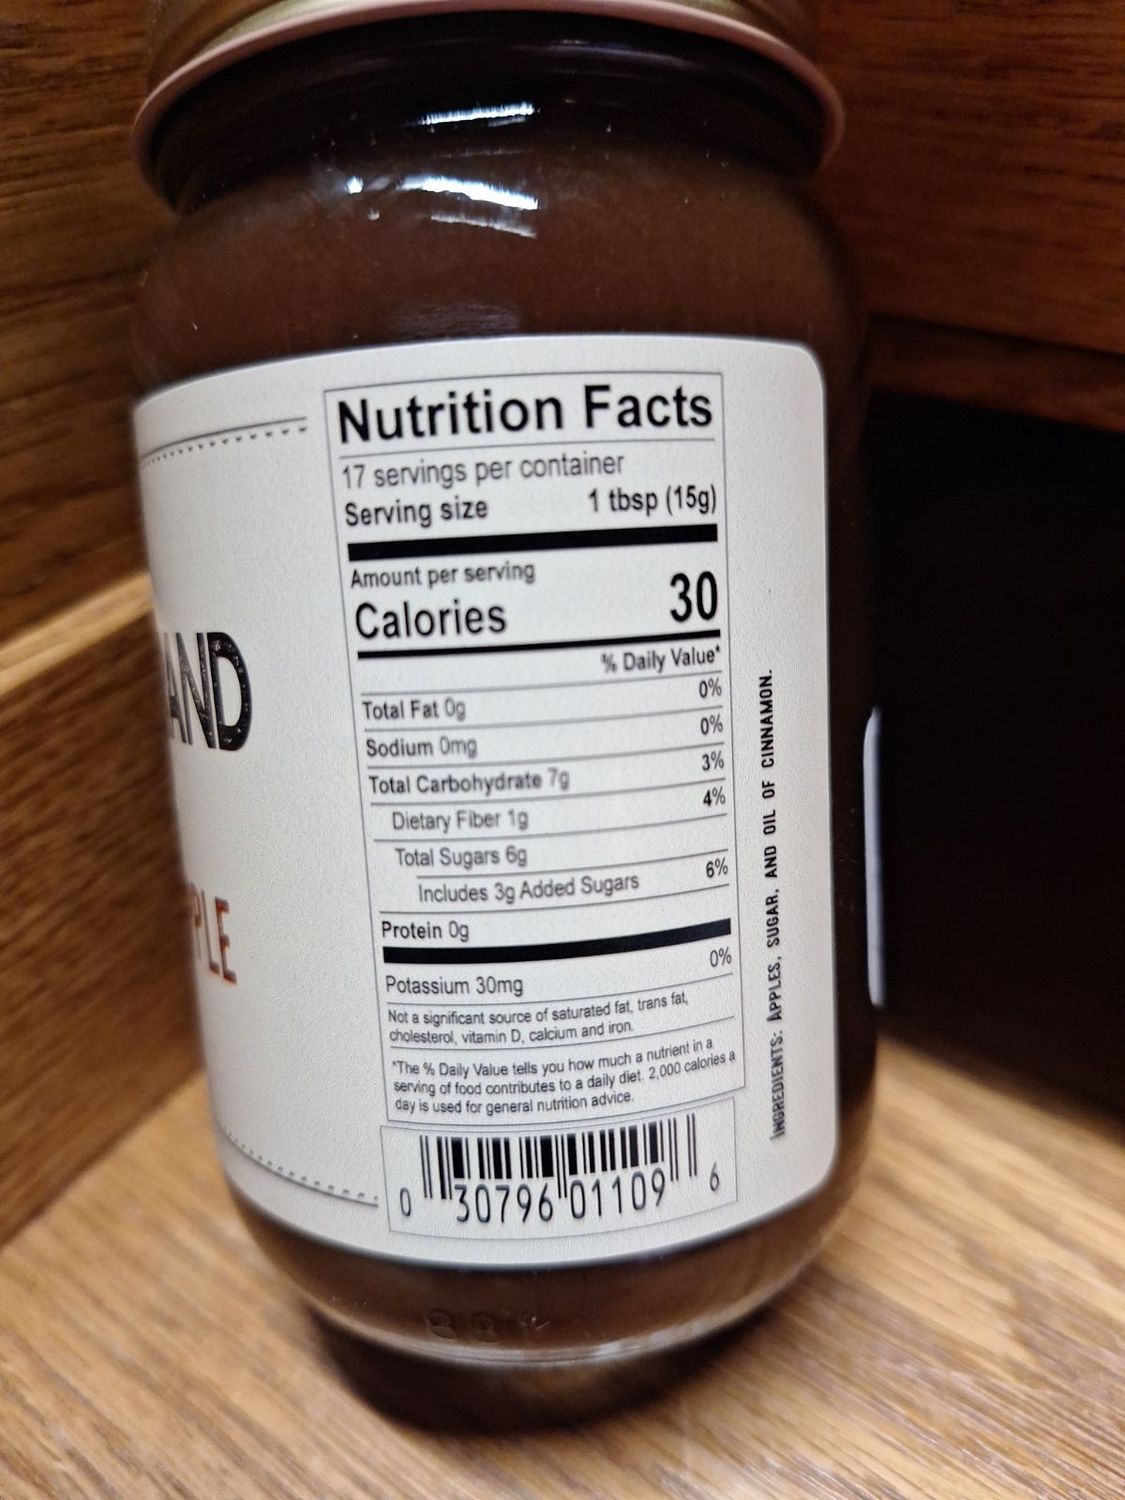 AND
PLE
Nutrition Facts
17 servings per container
Serving size 1 tbsp (15g)
Amount per serving
Calories 30
% Daily Value*
Total Fat 0g 0%
Sodium 0mg 0%
Total Carbohydrate 7g 3%
Dietary Fiber 1g 4%
Total Sugars 6g
Includes 3g Added Sugars 6%
Protein 0g
Potassium 30mg 0%
Not a significant source of saturated fat, trans fat,
cholesterol, vitamin D, calcium and iron.
*The % Daily Value tells you how much a nutrient in a
serving of food contributes to a daily diet. 2,000 calories a
day is used for general nutrition advice.
0 30796 01109 6
INGREDIENTS: APPLES, SUGAR, AND OIL OF CINNAMON.